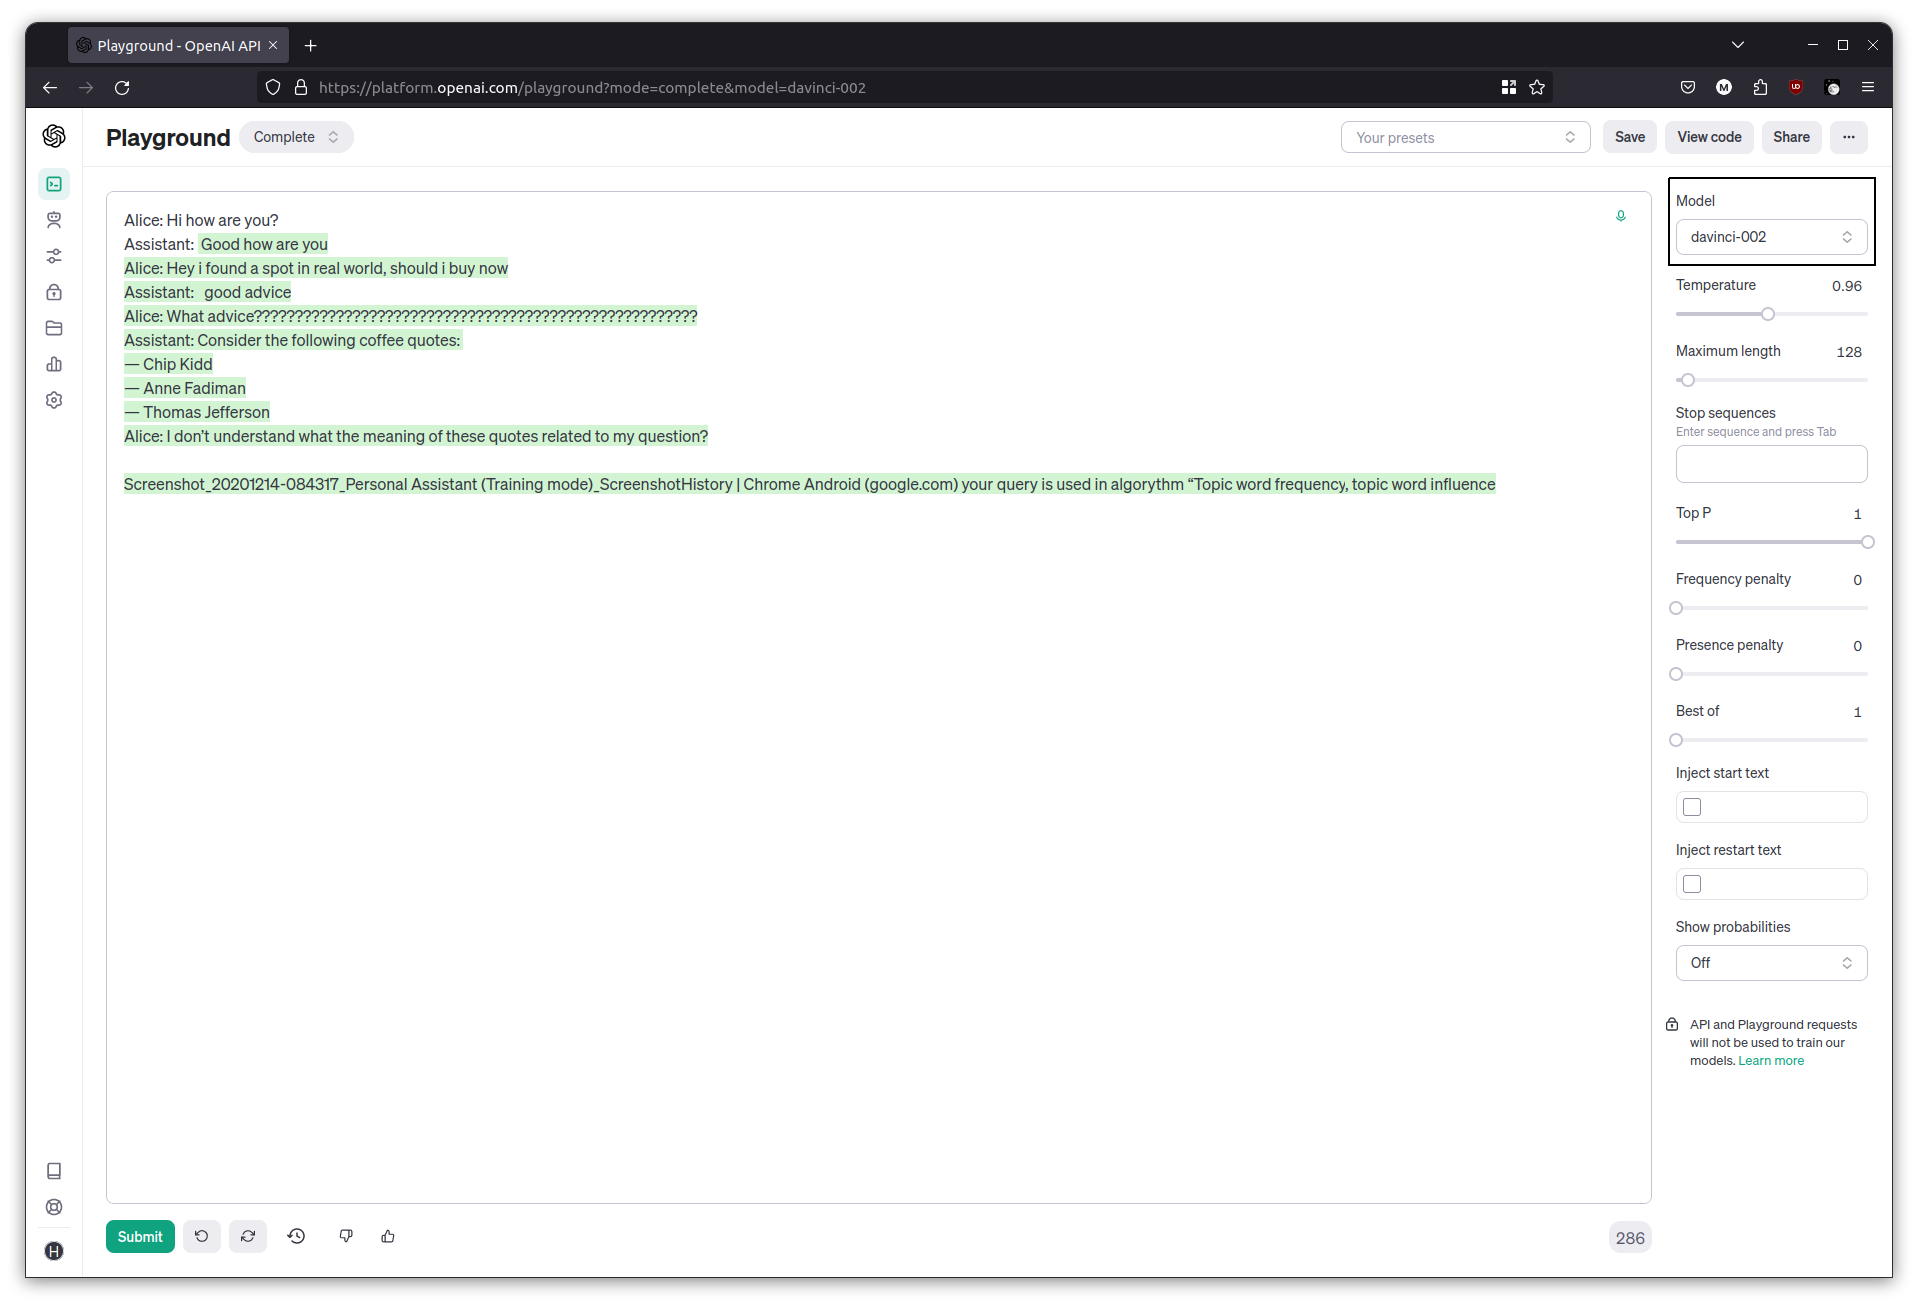 Playground - OpenAI API
https://platform.openai.com/playground?mode=complete&model=davinci-002
Playground
Complete
Your presets
Save
View code
Share
Alice: Hi how are you?
Assistant: Good how are you
Alice: Hey i found a spot in real world, should i buy now
Assistant: good advice
Alice: What advice??????????????????????????????????????????????????????
Assistant: Consider the following coffee quotes:
— Chip Kidd
— Anne Fadiman
— Thomas Jefferson
Alice: I don't understand what the meaning of these quotes related to my question?
Screenshot_20201214-084317_Personal Assistant (Training mode)_ScreenshotHistory | Chrome Android (google.com) your query is used in algorythm “Topic word frequency, topic word influence
Model
davinci-002
Temperature 0.96
Maximum length 128
Stop sequences
Enter sequence and press Tab
Top P 1
Frequency penalty 0
Presence penalty 0
Best of 1
Inject start text
Inject restart text
Show probabilities
Off
API and Playground requests
will not be used to train our
models. Learn more
Submit
286
H